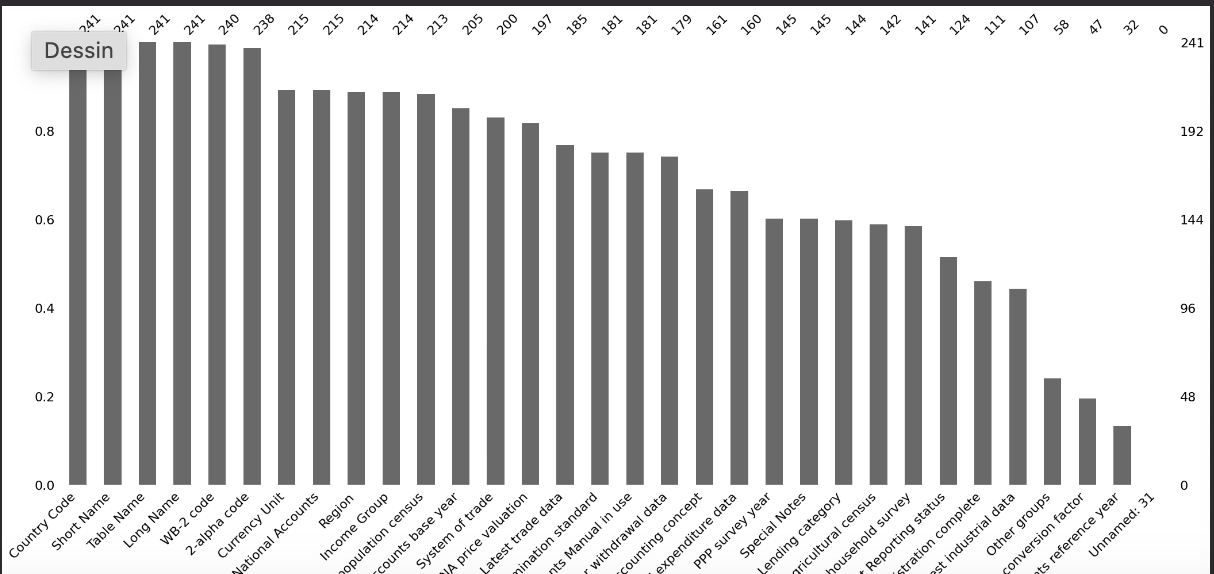 241 241 241 241 240 238 215 215 214 214 213 205 200 197 185 181 181 179 161 160 145 145 144 142 141 124 111 107 58 47 32 0
Dessin
241
0.8 192
0.6 144
0.4 96
0.2 48
0.0 0
Country Code
Short Name
Table Name
Long Name
WB-2 code
2-alpha code
Currency Unit
National Accounts
Region
Income Group
population census
accounts base year
System of trade
NA price valuation
Latest trade data
mination standard
nts Manual in use
r withdrawal data
counting concept
expenditure data
PPP survey year
Special Notes
Lending category
gricultural census
household survey
t Reporting status
istration complete
est industrial data
Other groups
conversion factor
nts reference year
Unnamed: 31